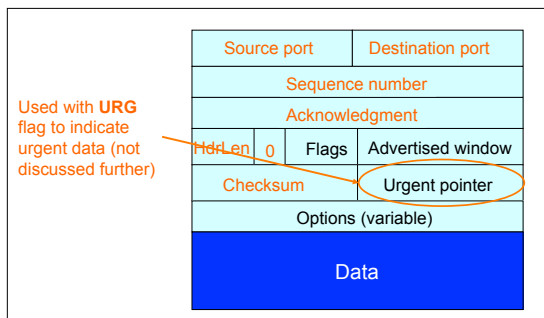 Source port
Destination port
Sequence number
Used with URG
flag to indicate
urgent data (not
discussed further)
Acknowledgment
HdrLen
0
Flags
Advertised window
Checksum
Urgent pointer
Options (variable)
Data